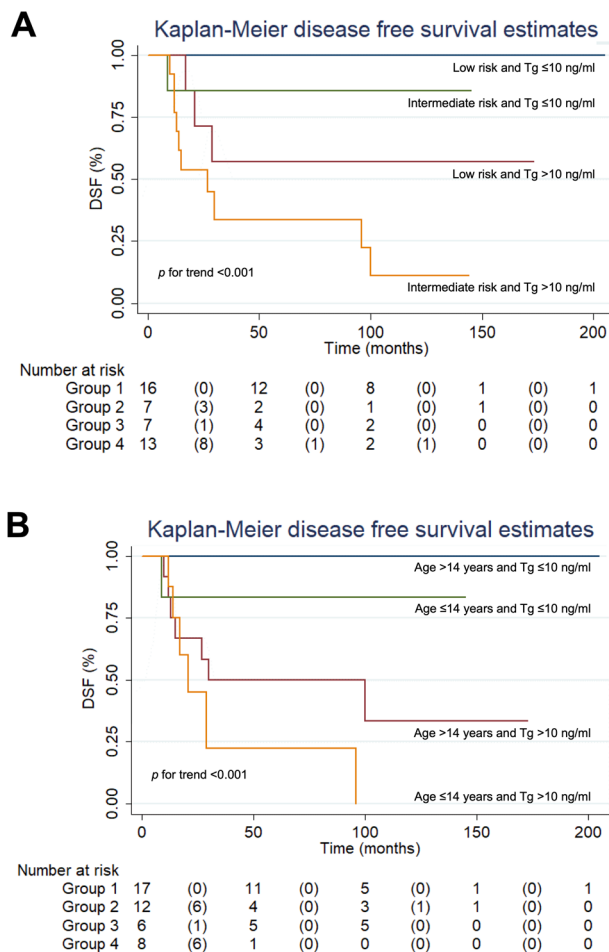 A
Kaplan-Meier disease free survival estimates
1.00
0.75
0.50
0.25
0.00
DSF (%)
Low risk and Tg ≤10 ng/ml
Intermediate risk and Tg ≤10 ng/ml
Low risk and Tg >10 ng/ml
Intermediate risk and Tg >10 ng/ml
p for trend <0.001
0 50 100 150 200
Time (months)
Number at risk
Group 1 16 (0) 12 (0) 8 (0) 1 (0) 1
Group 2 7 (3) 2 (0) 1 (0) 1 (0) 0
Group 3 7 (1) 4 (0) 2 (0) 0 (0) 0
Group 4 13 (8) 3 (1) 2 (1) 0 (0) 0
B
Kaplan-Meier disease free survival estimates
1.00
0.75
0.50
0.25
0.00
DSF (%)
Age >14 years and Tg ≤10 ng/ml
Age ≤14 years and Tg ≤10 ng/ml
Age >14 years and Tg >10 ng/ml
p for trend <0.001
Age ≤14 years and Tg >10 ng/ml
0 50 100 150 200
Time (months)
Number at risk
Group 1 17 (0) 11 (0) 5 (0) 1 (0) 1
Group 2 12 (6) 4 (0) 3 (1) 1 (0) 0
Group 3 6 (1) 5 (0) 5 (0) 0 (0) 0
Group 4 8 (6) 1 (0) 0 (0) 0 (0) 0